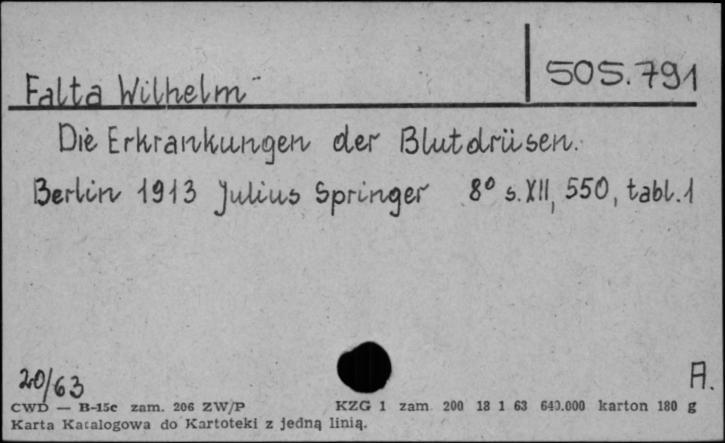 505.791
Falta Wilhelm
Die Erkrankungen der Blutdrüsen.
Berlin 1913 Julius Springer 8° s. XII, 550, tabl. 1
20/63 A.
CWD — B-15c zam. 206 ZW/P KZG 1 zam. 200 18 1 63 640.000 karton 180 g
Karta Katalogowa do Kartoteki z jedną linią.